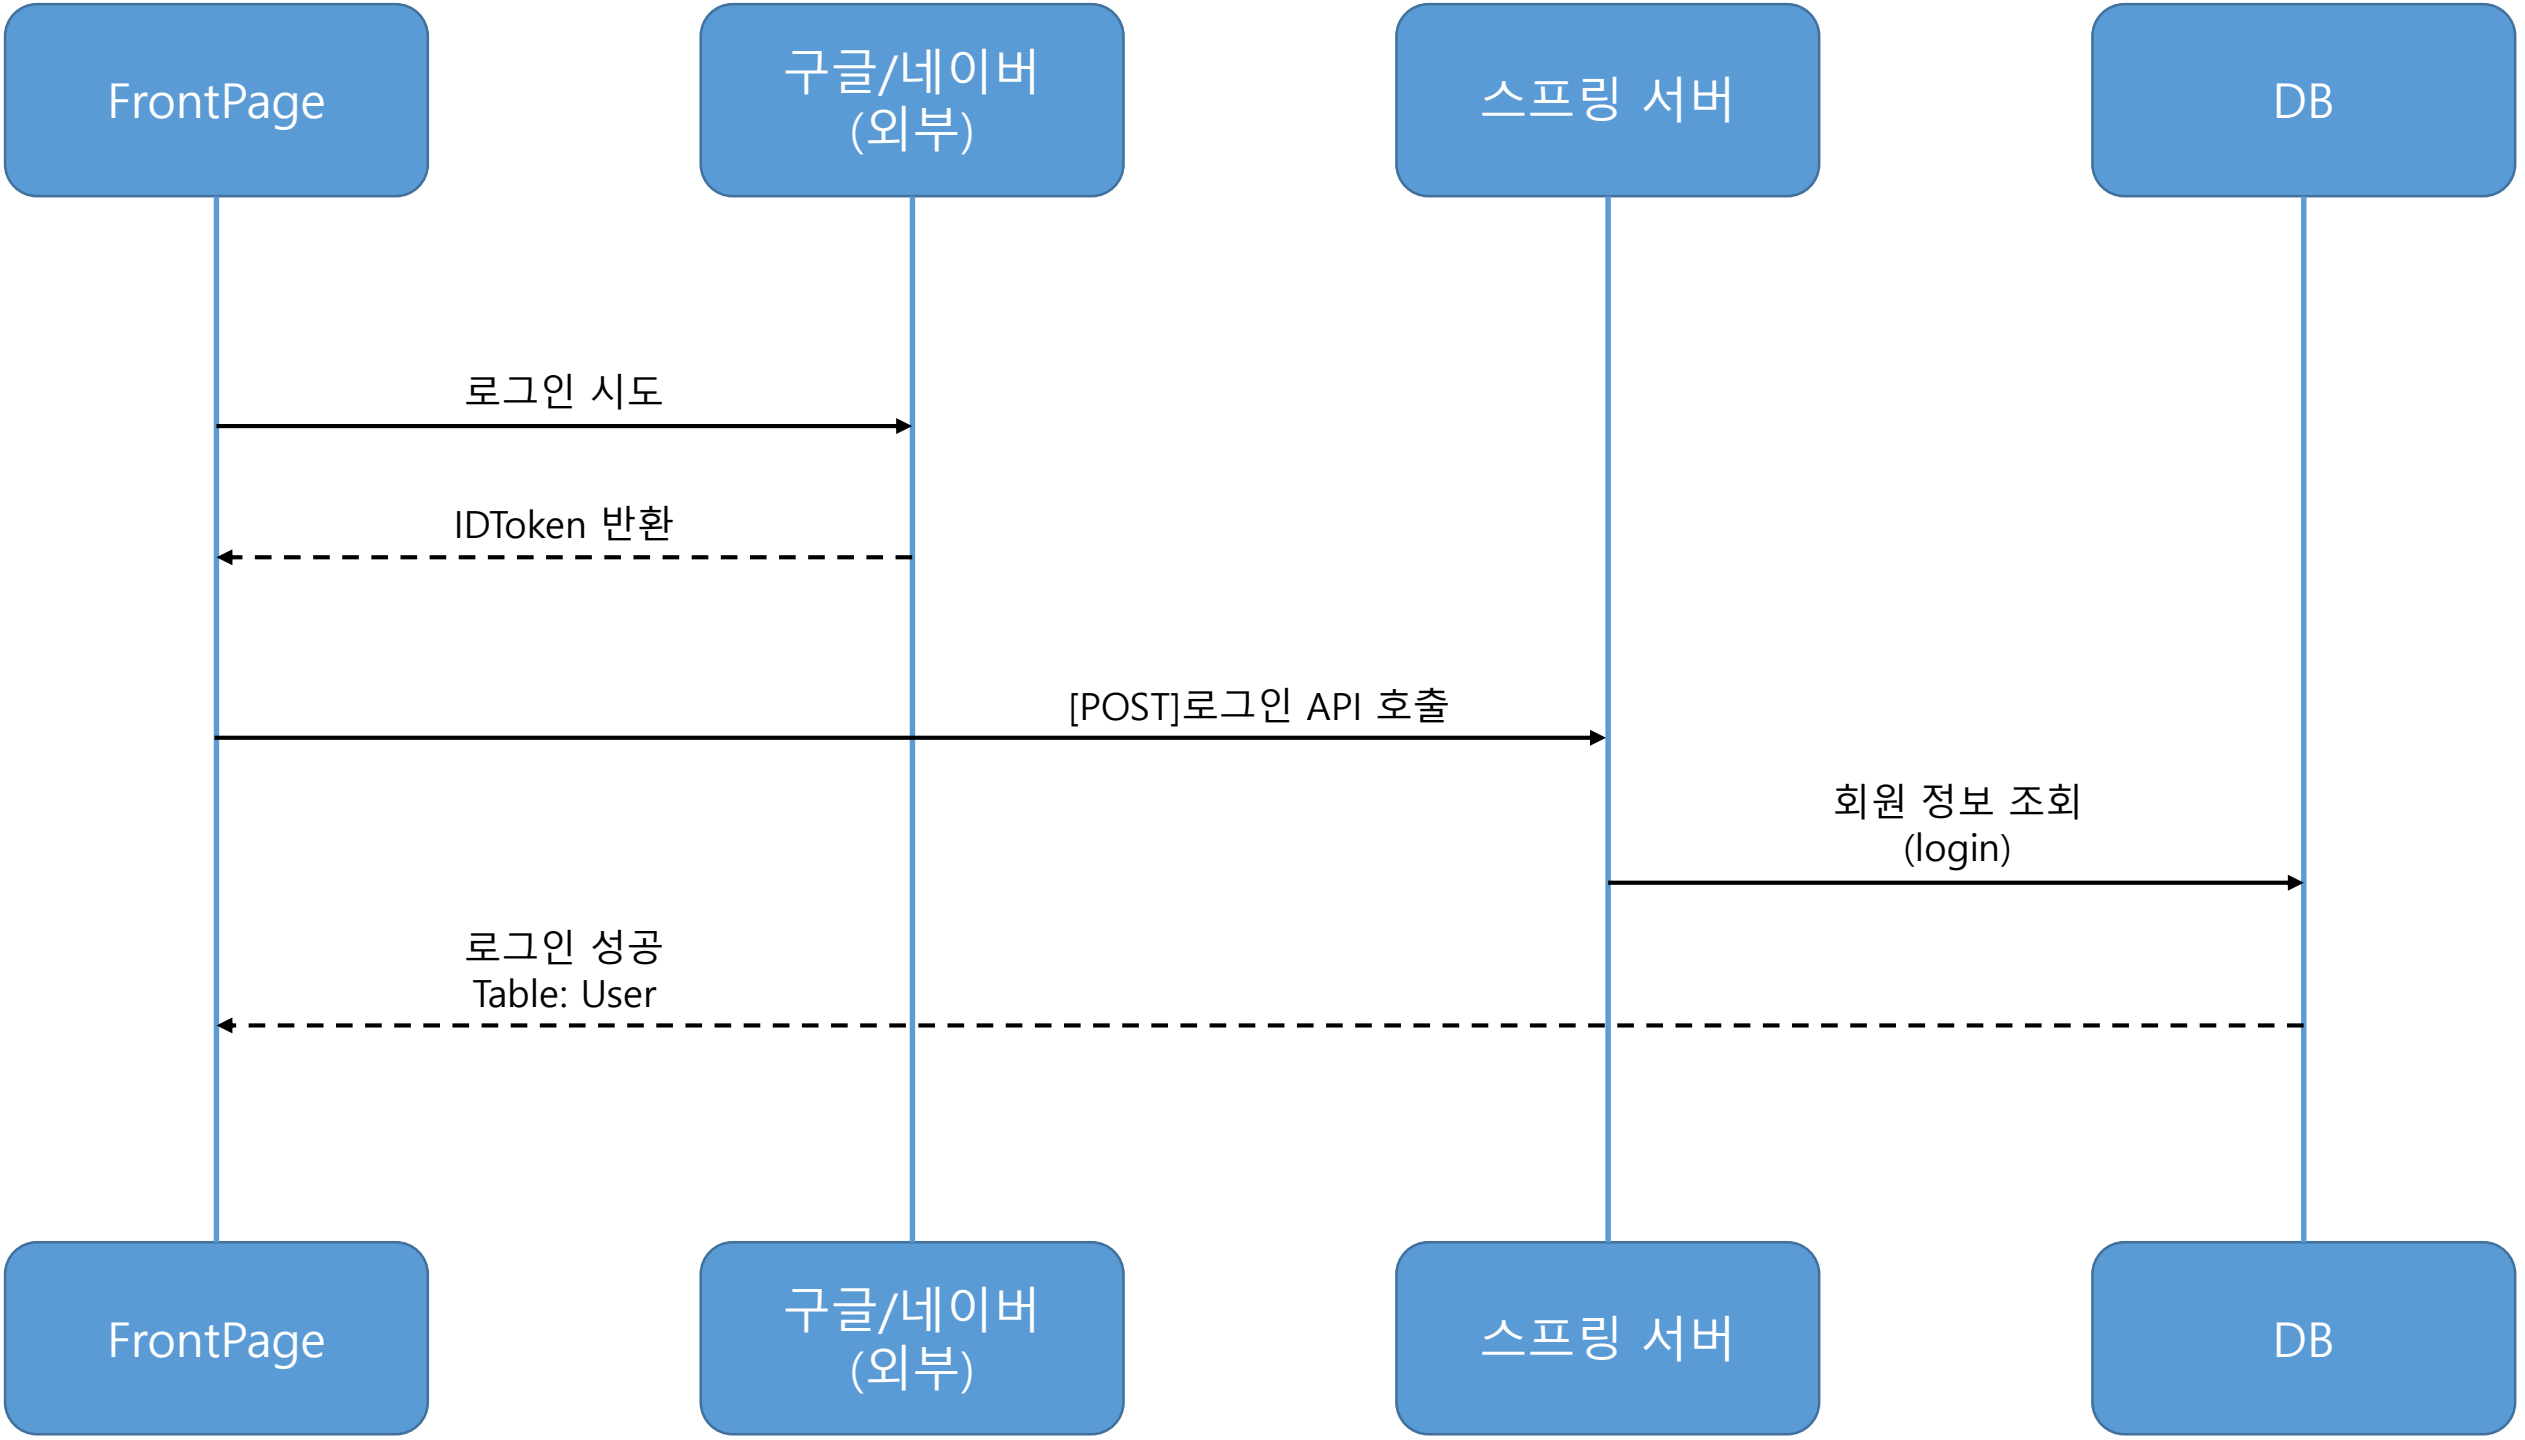 FrontPage
구글/네이버
(외부)
스프링 서버
DB
로그인 시도
IDToken 반환
[POST]로그인 API 호출
회원 정보 조회
(login)
로그인 성공
Table: User
FrontPage
구글/네이버
(외부)
스프링 서버
DB